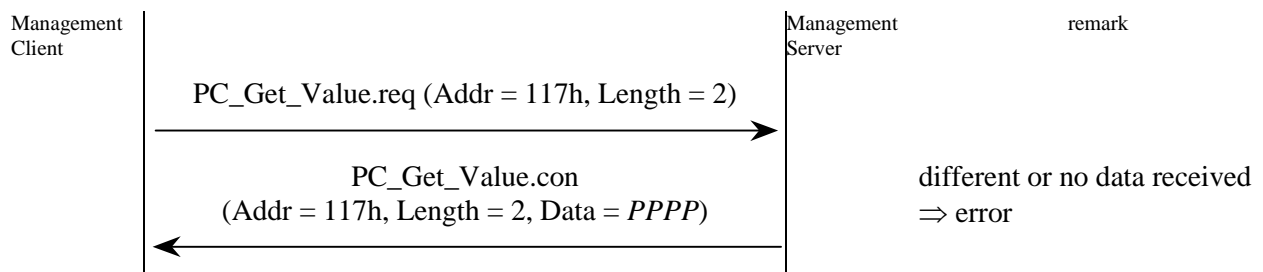 Management Client
Management Server
remark
PC_Get_Value.req (Addr = 117h, Length = 2)
PC_Get_Value.con
(Addr = 117h, Length = 2, Data = PPPP)
different or no data received
⇒ error